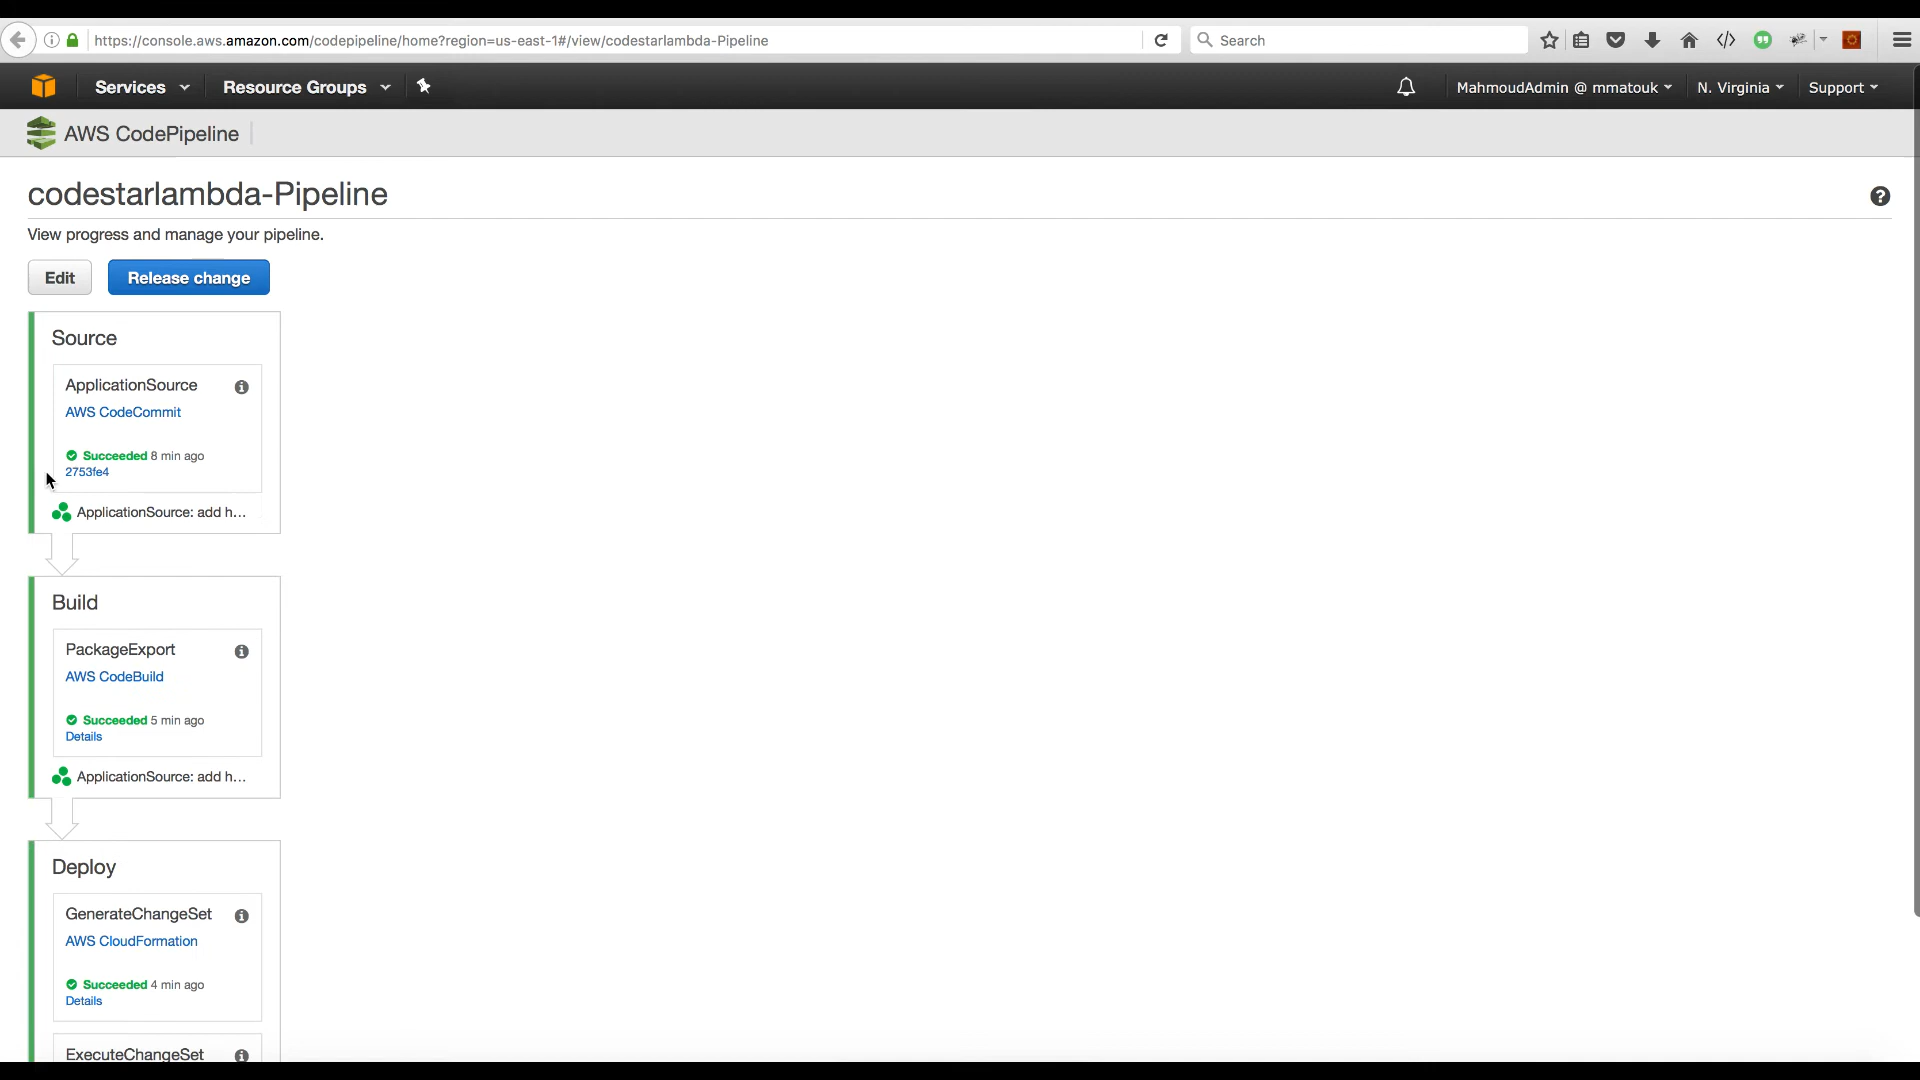 https://console.aws.amazon.com/codepipeline/home?region=us-east-1#/view/codestarlambda-Pipeline
Search
Services
Resource Groups
MahmoudAdmin @ mmatouk
N. Virginia
Support
AWS CodePipeline
codestarlambda-Pipeline
View progress and manage your pipeline.
Edit
Release change
Source
ApplicationSource
AWS CodeCommit
Succeeded 8 min ago
2753fe4
ApplicationSource: add h...
Build
PackageExport
AWS CodeBuild
Succeeded 5 min ago
Details
ApplicationSource: add h...
Deploy
GenerateChangeSet
AWS CloudFormation
Succeeded 4 min ago
Details
ExecuteChangeSet